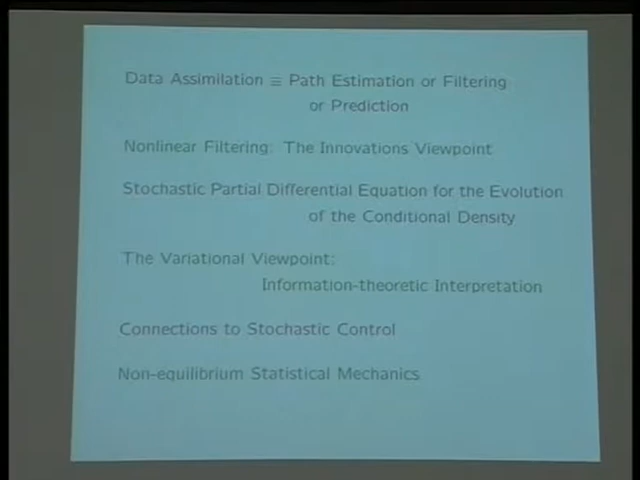 Data Assimilation ≡ Path Estimation or Filtering
or Prediction
Nonlinear Filtering: The Innovations Viewpoint
Stochastic Partial Differential Equation for the Evolution
of the Conditional Density
The Variational Viewpoint:
Information-theoretic Interpretation
Connections to Stochastic Control
Non-equilibrium Statistical Mechanics